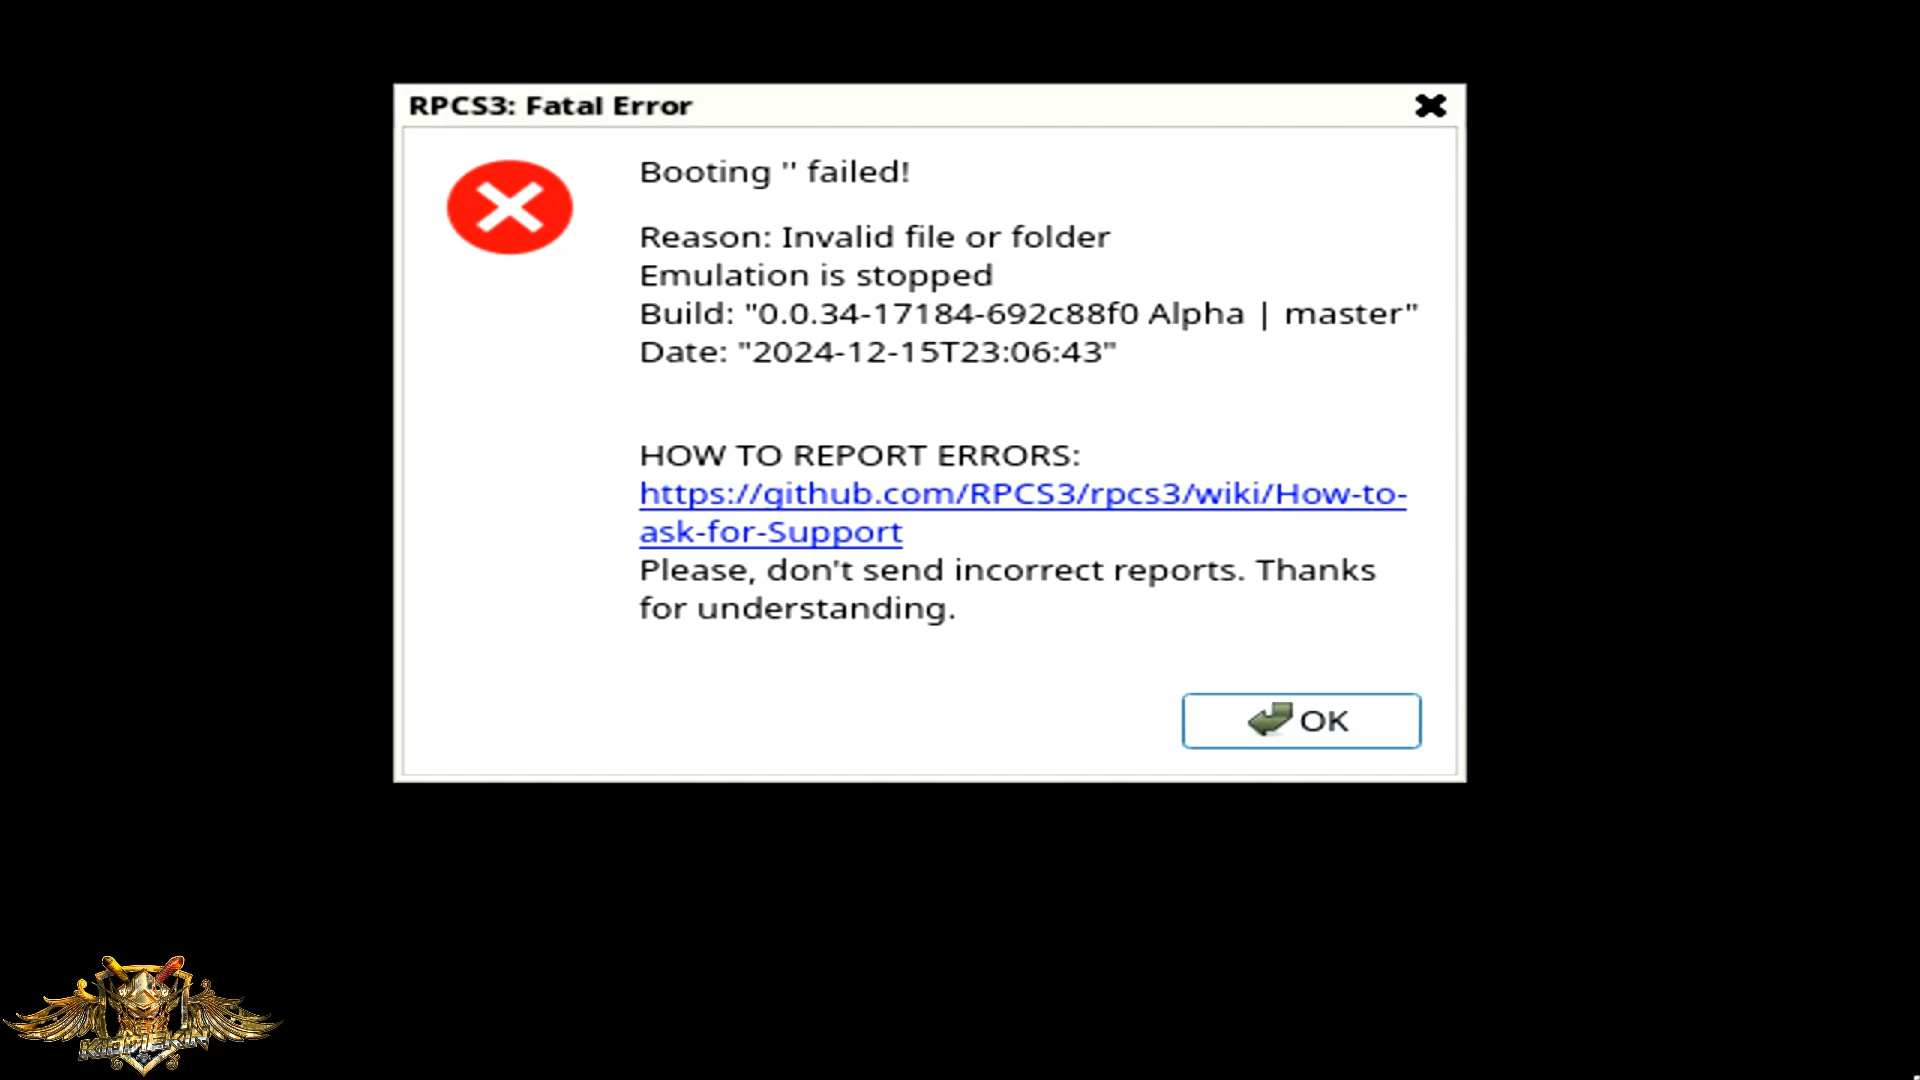 RPCS3: Fatal Error
Booting '' failed!
Reason: Invalid file or folder
Emulation is stopped
Build: "0.0.34-17184-692c88f0 Alpha | master"
Date: "2024-12-15T23:06:43"
HOW TO REPORT ERRORS:
https://github.com/RPCS3/rpcs3/wiki/How-to-
ask-for-Support
Please, don't send incorrect reports. Thanks
for understanding.
OK